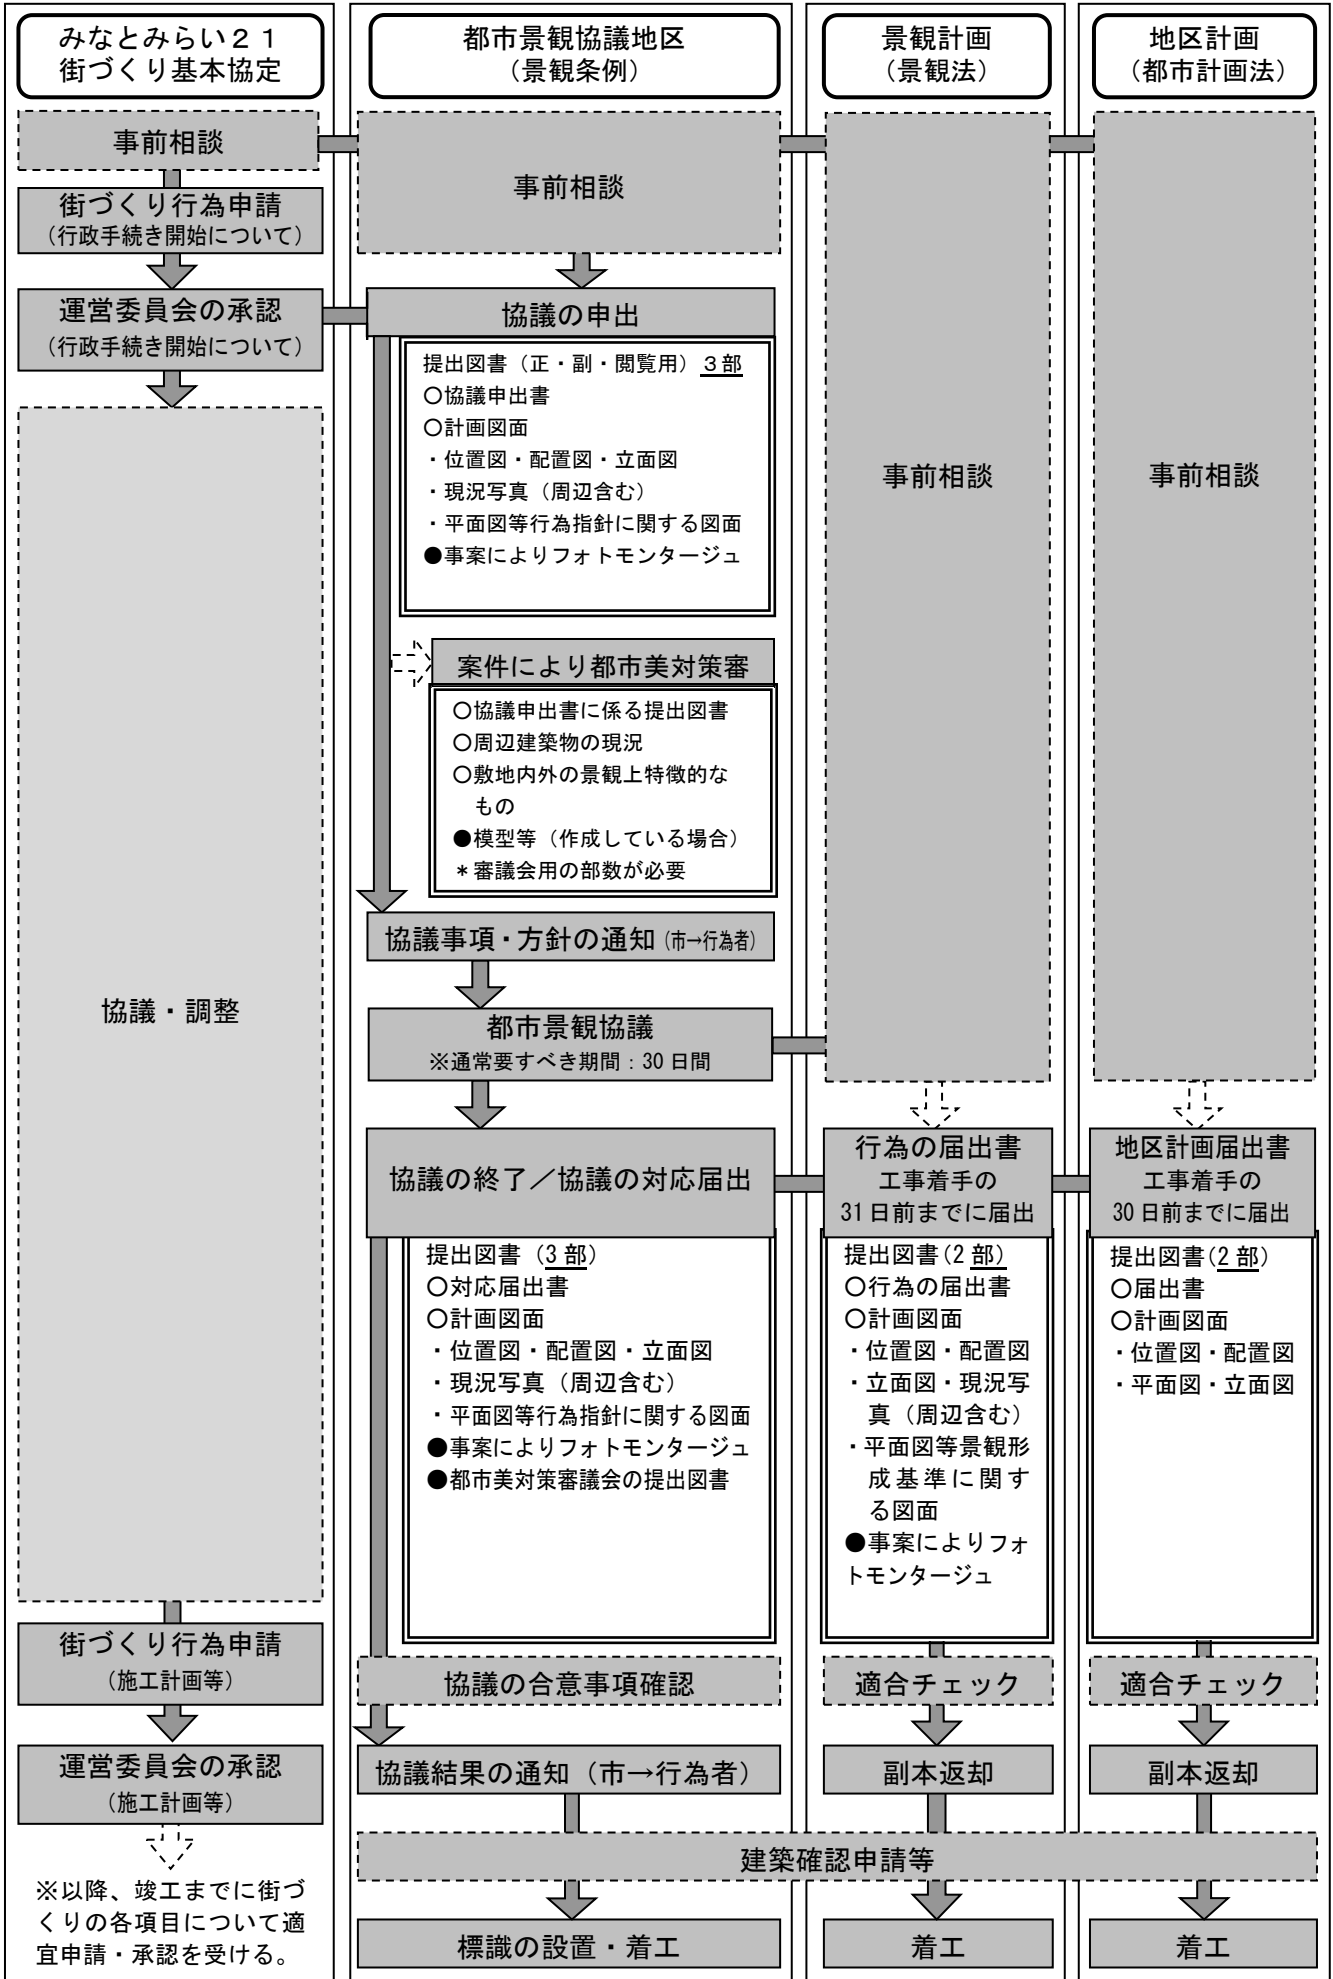 みなとみらい２１
街づくり基本協定
事前相談
街づくり行為申請
（行政手続き開始について）
運営委員会の承認
（行政手続き開始について）
協議・調整
街づくり行為申請
（施工計画等）
運営委員会の承認
（施工計画等）
※以降、竣工までに街づ
くりの各項目について適
宜申請・承認を受ける。
都市景観協議地区
（景観条例）
事前相談
協議の申出
提出図書（正・副・閲覧用）３部
○協議申出書
○計画図面
・位置図・配置図・立面図
・現況写真（周辺含む）
・平面図等行為指針に関する図面
●事案によりフォトモンタージュ
案件により都市美対策審
○協議申出書に係る提出図書
○周辺建築物の現況
○敷地内外の景観上特徴的な
もの
●模型等（作成している場合）
＊審議会用の部数が必要
協議事項・方針の通知（市→行為者）
都市景観協議
※通常要すべき期間：30日間
協議の終了／協議の対応届出
提出図書（3部）
○対応届出書
○計画図面
・位置図・配置図・立面図
・現況写真（周辺含む）
・平面図等行為指針に関する図面
●事案によりフォトモンタージュ
●都市美対策審議会の提出図書
協議の合意事項確認
協議結果の通知（市→行為者）
建築確認申請等
標識の設置・着工
景観計画
（景観法）
事前相談
行為の届出書
工事着手の
31日前までに届出
提出図書（2部）
○行為の届出書
○計画図面
・位置図・配置図
・立面図・現況写
真（周辺含む）
・平面図等景観形
成基準に関す
る図面
●事案によりフォ
トモンタージュ
適合チェック
副本返却
着工
地区計画
（都市計画法）
事前相談
地区計画届出書
工事着手の
30日前までに届出
提出図書（2部）
○届出書
○計画図面
・位置図・配置図
・平面図・立面図
適合チェック
副本返却
着工